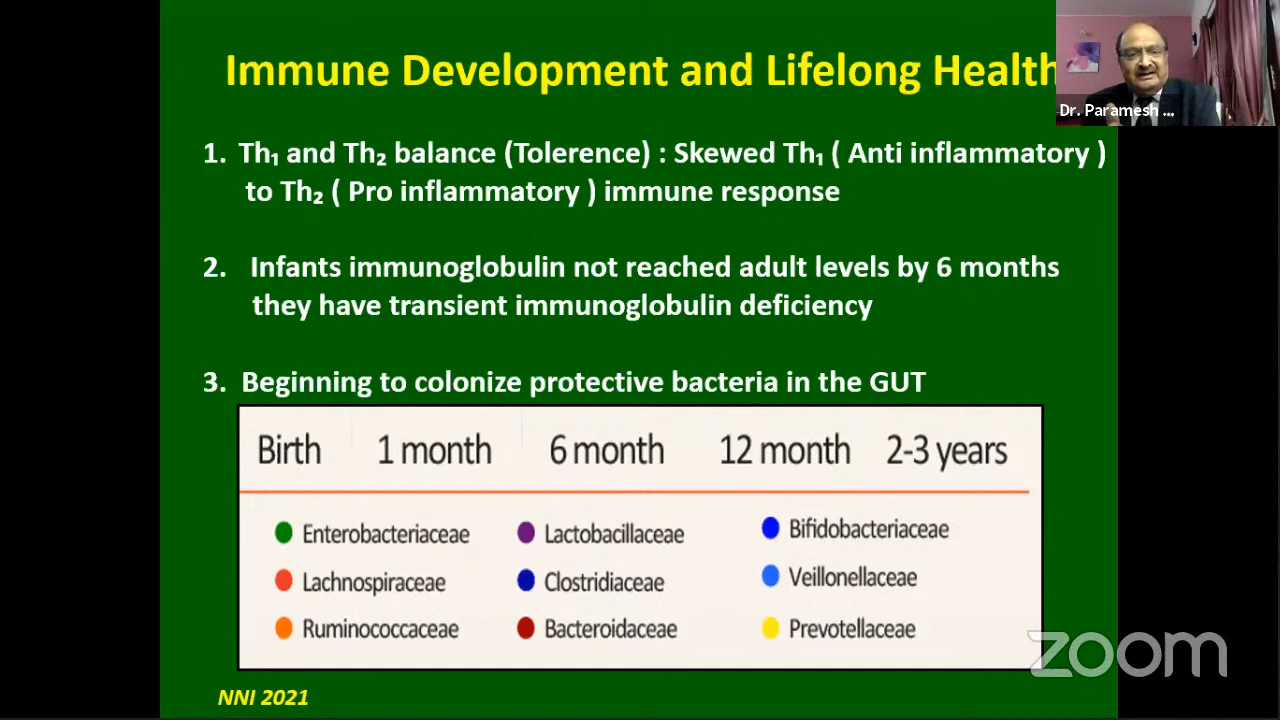 Immune Development and Lifelong Health
Dr. Paramesh ...
1. Th₁ and Th₂ balance (Tolerence) : Skewed Th₁ ( Anti inflammatory )
to Th₂ ( Pro inflammatory ) immune response
2. Infants immunoglobulin not reached adult levels by 6 months
they have transient immunoglobulin deficiency
3. Beginning to colonize protective bacteria in the GUT
Birth 1 month 6 month 12 month 2-3 years
Enterobacteriaceae Lactobacillaceae Bifidobacteriaceae
Lachnospiraceae Clostridiaceae Veillonellaceae
Ruminococcaceae Bacteroidaceae Prevotellaceae
zoom
NNI 2021